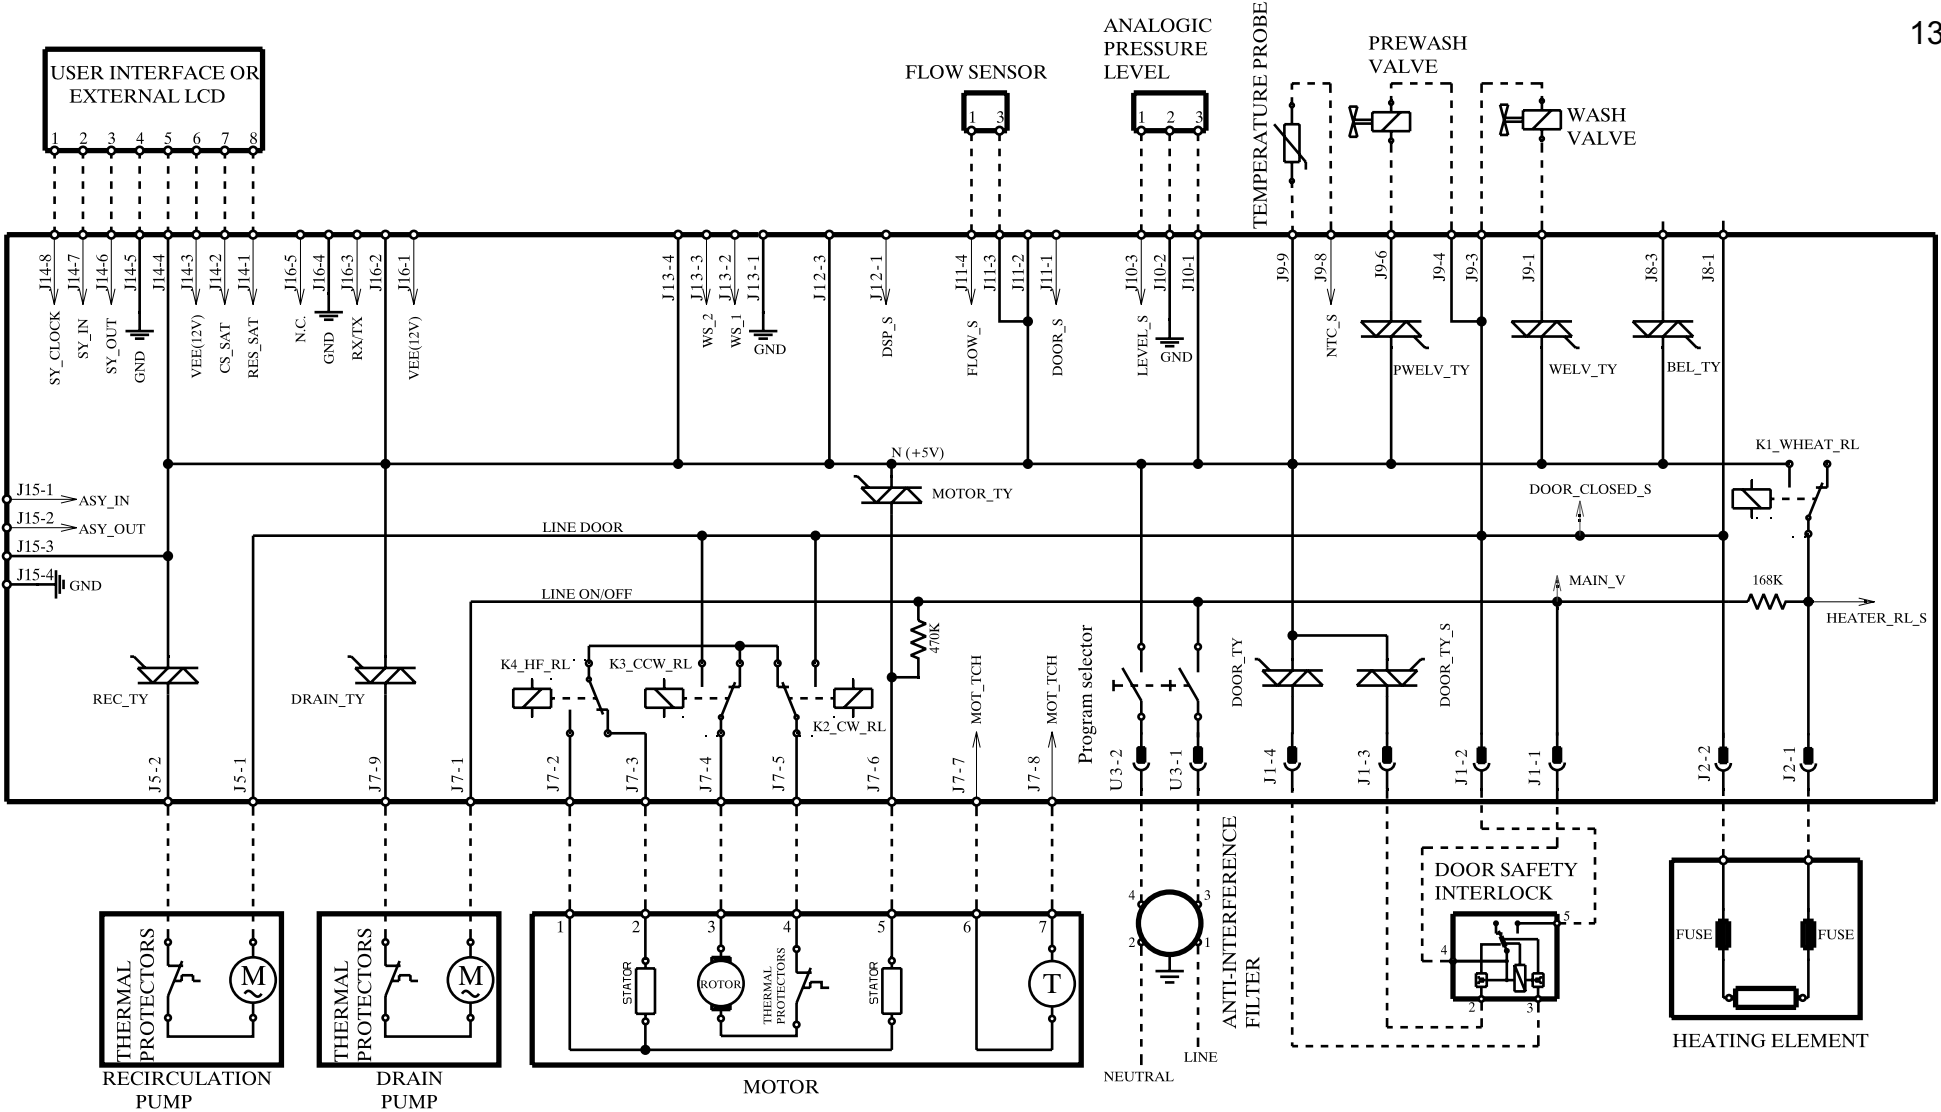 13
USER INTERFACE OR
EXTERNAL LCD
1 2 3 4 5 6 7 8
FLOW SENSOR
1 3
ANALOGIC
PRESSURE
LEVEL
1 2 3
TEMPERATURE PROBE
PREWASH
VALVE
WASH
VALVE
J14-8
J14-7
J14-6
J14-5
J14-4
J14-3
J14-2
J14-1
J16-5
J16-4
J16-3
J16-2
J16-1
J13-4
J13-3
J13-2
J13-1
J12-3
J12-1
J11-4
J11-3
J11-2
J11-1
J10-3
J10-2
J10-1
J9-9
J9-8
J9-6
J9-4
J9-3
J9-1
J8-3
J8-1
SY_CLOCK
SY_IN
SY_OUT
GND
VEE(12V)
CS_SAT
RES_SAT
N.C.
GND
RX/TX
VEE(12V)
WS_2
WS_1
GND
DSP_S
FLOW_S
DOOR_S
LEVEL_S
GND
NTC_S
PWELV_TY
WELV_TY
BEL_TY
N (+5V)
K1_WHEAT_RL
J15-1
ASY_IN
J15-2
ASY_OUT
J15-3
J15-4
GND
MOTOR_TY
DOOR_CLOSED_S
LINE DOOR
LINE ON/OFF
MAIN_V
168K
HEATER_RL_S
470K
REC_TY
DRAIN_TY
K4_HF_RL
K3_CCW_RL
K2_CW_RL
MOT_TCH
MOT_TCH
Program selector
DOOR_TY
DOOR_TY_S
J5-2
J5-1
J7-9
J7-1
J7-2
J7-3
J7-4
J7-5
J7-6
J7-7
J7-8
U3-2
U3-1
J1-4
J1-3
J1-2
J1-1
J2-2
J2-1
THERMAL
PROTECTORS
M
RECIRCULATION
PUMP
THERMAL
PROTECTORS
M
DRAIN
PUMP
1 2 3 4 5 6 7
STATOR
ROTOR
THERMAL
PROTECTORS
STATOR
T
MOTOR
4 3
2 1
ANTI-INTERFERENCE
FILTER
LINE
NEUTRAL
DOOR SAFETY
INTERLOCK
5
4
2 3
FUSE
FUSE
HEATING ELEMENT